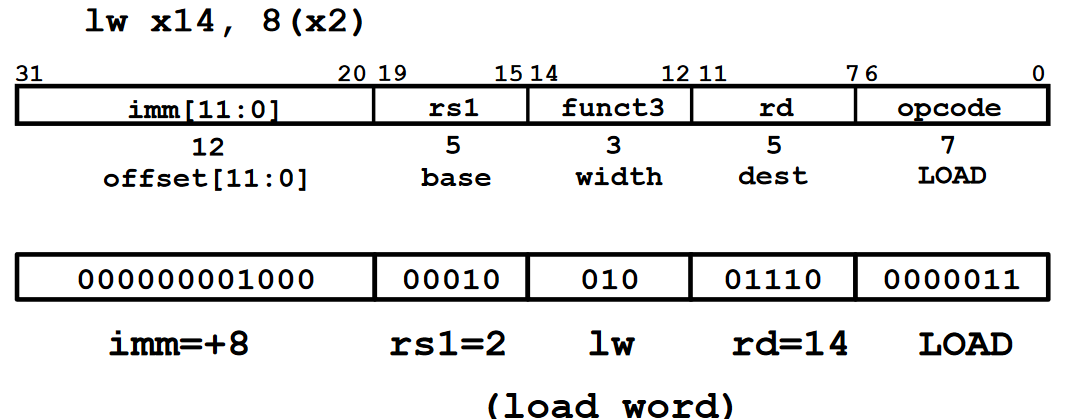 lw x14, 8(x2)
31 20 19 15 14 12 11 7 6 0
imm[11:0] rs1 funct3 rd opcode
12 5 3 5 7
offset[11:0] base width dest LOAD
000000001000 00010 010 01110 0000011
imm=+8 rs1=2 lw rd=14 LOAD
(load word)